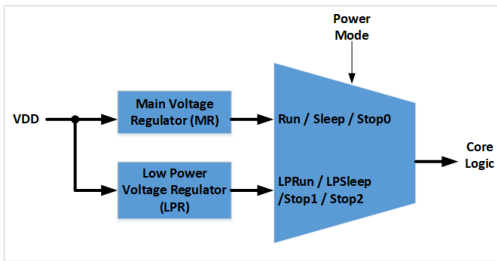 Power
Mode
Main Voltage
Regulator (MR)
VDD
Run / Sleep / Stop0
Core
Logic
Low Power
Voltage Regulator
(LPR)
LPRun / LPSleep
/Stop1 / Stop2